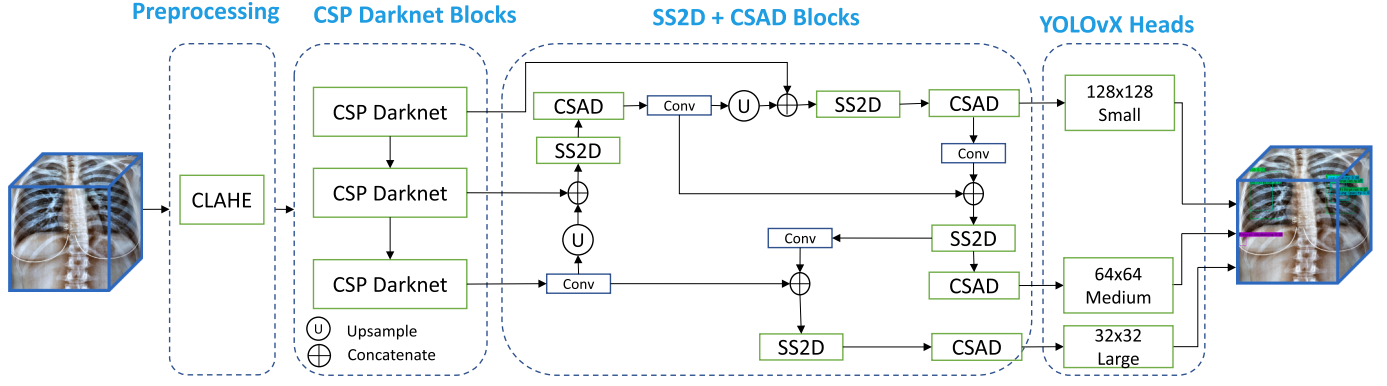 Preprocessing
CSP Darknet Blocks
SS2D + CSAD Blocks
YOLOvX Heads
CLAHE
CSP Darknet
CSP Darknet
CSP Darknet
U
Upsample
Concatenate
CSAD
Conv
U
SS2D
CSAD
SS2D
Conv
U
Conv
SS2D
Conv
CSAD
SS2D
CSAD
128x128
Small
64x64
Medium
32x32
Large